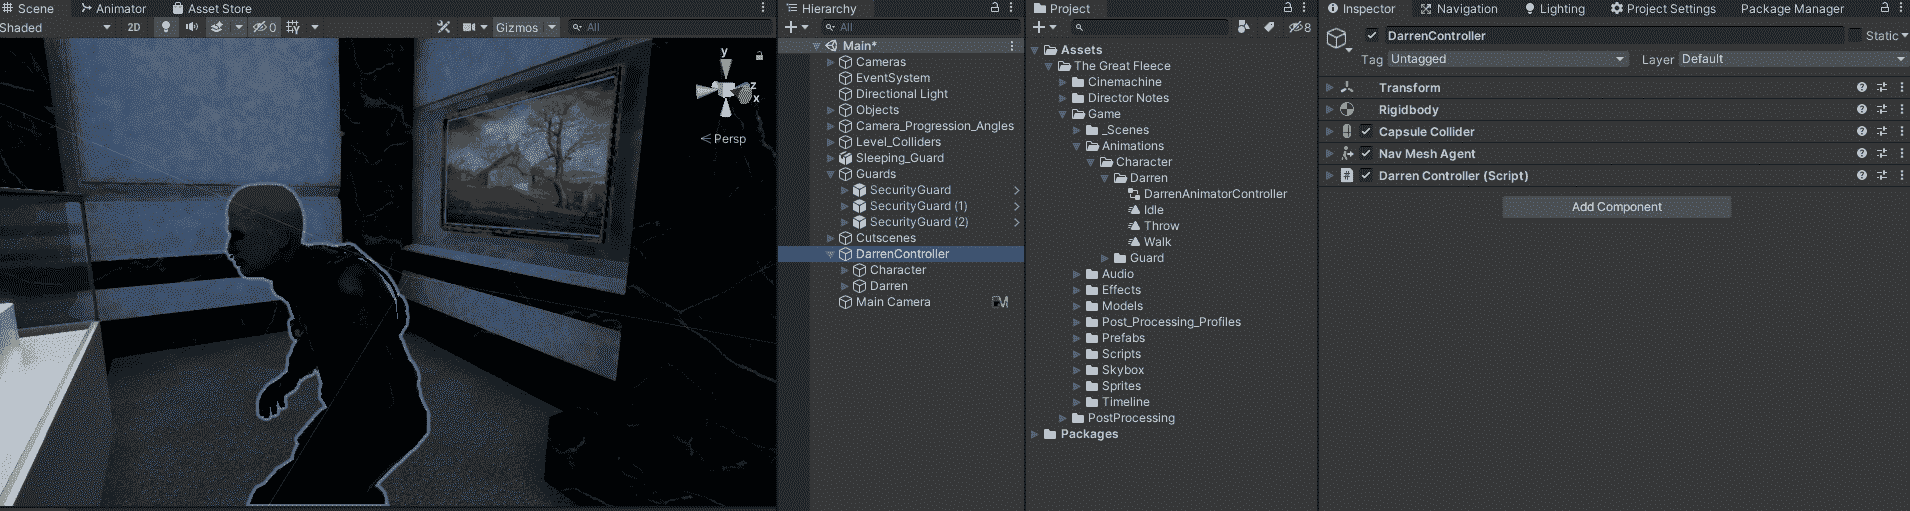 Scene Animator Asset Store
Shaded 2D 0 Gizmos All
y
z
x
Persp
Hierarchy
All
Main*
Cameras
EventSystem
Directional Light
Objects
Camera_Progression_Angles
Level_Colliders
Sleeping_Guard
Guards
SecurityGuard
SecurityGuard (1)
SecurityGuard (2)
Cutscenes
DarrenController
Character
Darren
Main Camera
Project
8
Assets
The Great Fleece
Cinemachine
Director Notes
Game
_Scenes
Animations
Character
Darren
DarrenAnimatorController
Idle
Throw
Walk
Guard
Audio
Effects
Models
Post_Processing_Profiles
Prefabs
Scripts
Skybox
Sprites
Timeline
PostProcessing
Packages
Inspector Navigation Lighting Project Settings Package Manager
DarrenController Static
Tag Untagged Layer Default
Transform
Rigidbody
Capsule Collider
Nav Mesh Agent
# Darren Controller (Script)
Add Component